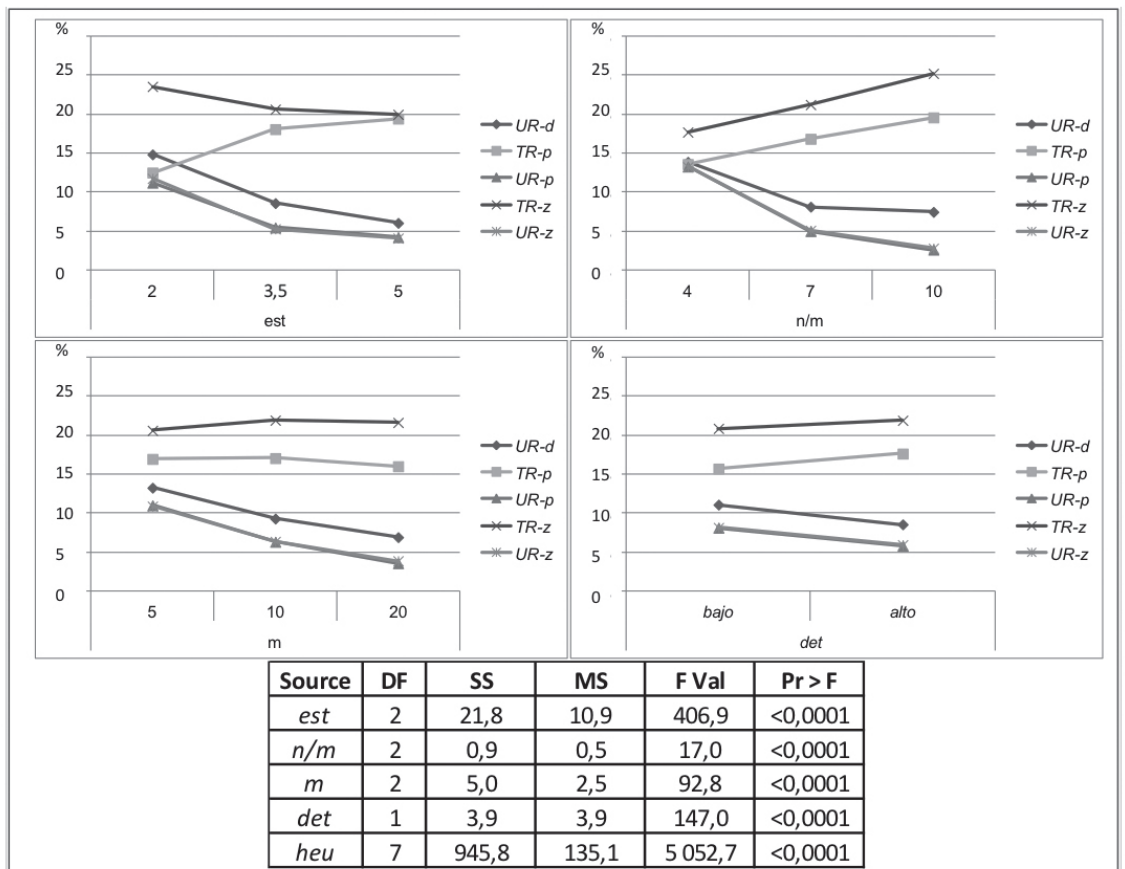 %
25
20
15
10
5
0
2 3,5 5
est
UR-d
TR-p
UR-p
TR-z
UR-z
%
25
20
15
10
5
0
4 7 10
n/m
UR-d
TR-p
UR-p
TR-z
UR-z
%
25
20
15
10
5
0
5 10 20
m
UR-d
TR-p
UR-p
TR-z
UR-z
%
25
20
15
10
5
0
bajo alto
det
UR-d
TR-p
UR-p
TR-z
UR-z
Source DF SS MS F Val Pr > F
est 2 21,8 10,9 406,9 <0,0001
n/m 2 0,9 0,5 17,0 <0,0001
m 2 5,0 2,5 92,8 <0,0001
det 1 3,9 3,9 147,0 <0,0001
heu 7 945,8 135,1 5 052,7 <0,0001